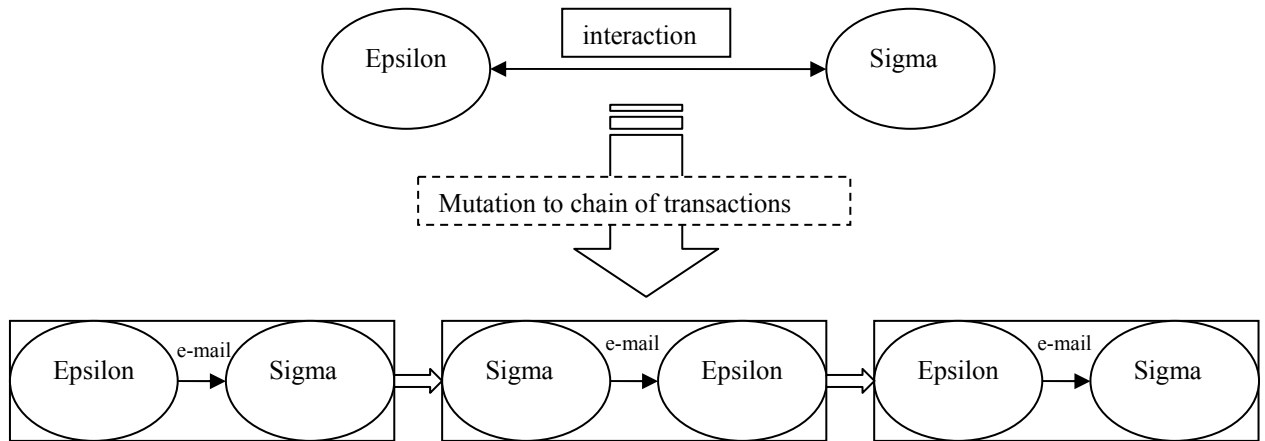 Epsilon
interaction
Sigma
Mutation to chain of transactions
Epsilon
e-mail
Sigma
Sigma
e-mail
Epsilon
Epsilon
e-mail
Sigma